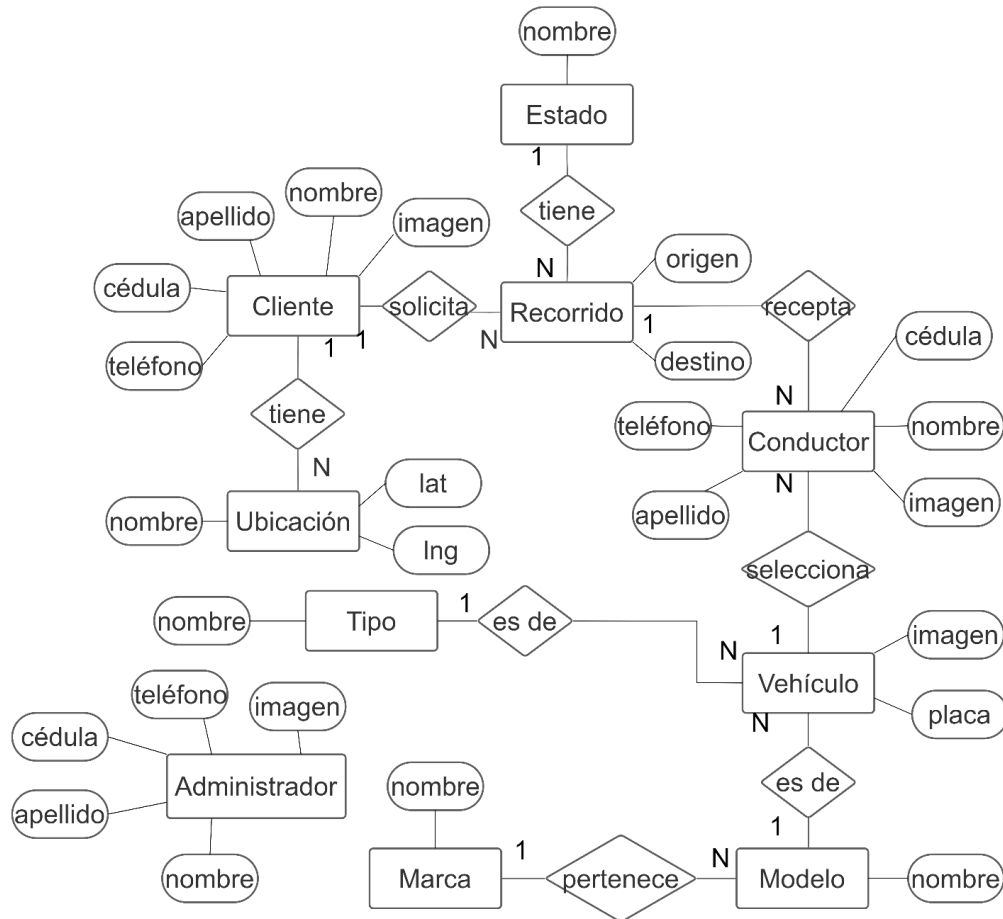 nombre
Estado
1
tiene
N
nombre
apellido
imagen
cédula
Cliente
teléfono
1
1
solicita
N
Recorrido
origen
destino
1
recepta
N
tiene
N
nombre
Ubicación
lat
lng
cédula
teléfono
Conductor
nombre
apellido
imagen
N
selecciona
1
nombre
Tipo
1
es de
N
Vehículo
imagen
placa
N
es de
1
teléfono
imagen
cédula
Administrador
apellido
nombre
nombre
Marca
1
pertenece
N
Modelo
nombre